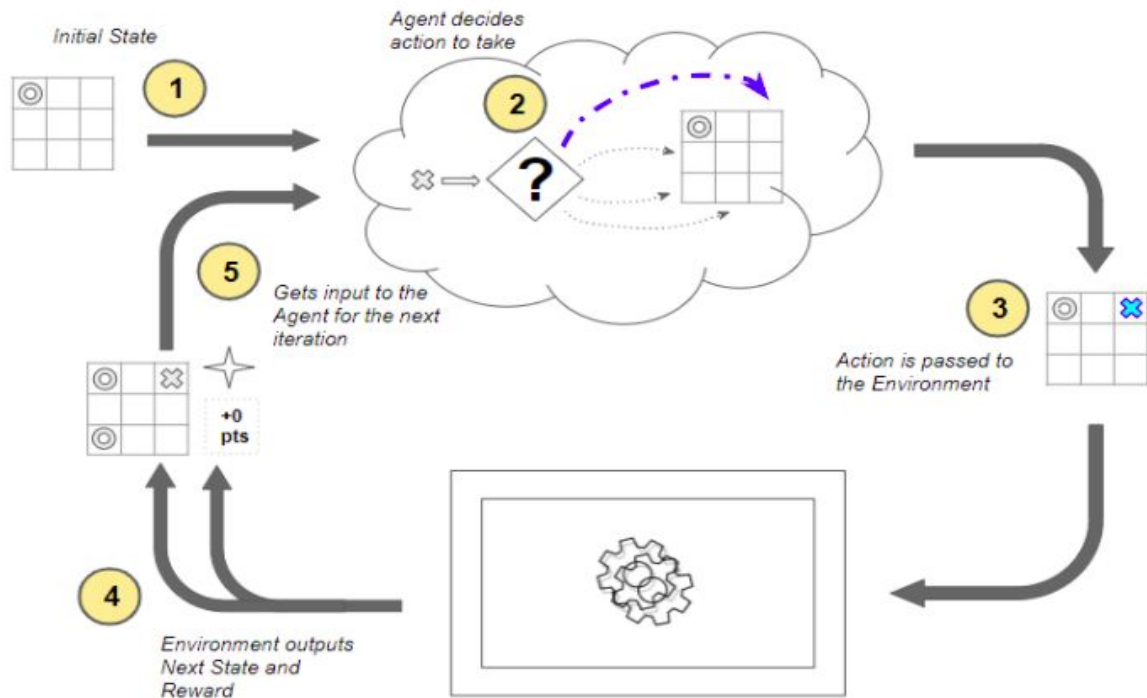 Initial State
1
Agent decides
action to take
2
?
3
Action is passed to
the Environment
4
Environment outputs
Next State and
Reward
5
Gets input to the
Agent for the next
iteration
+0
pts